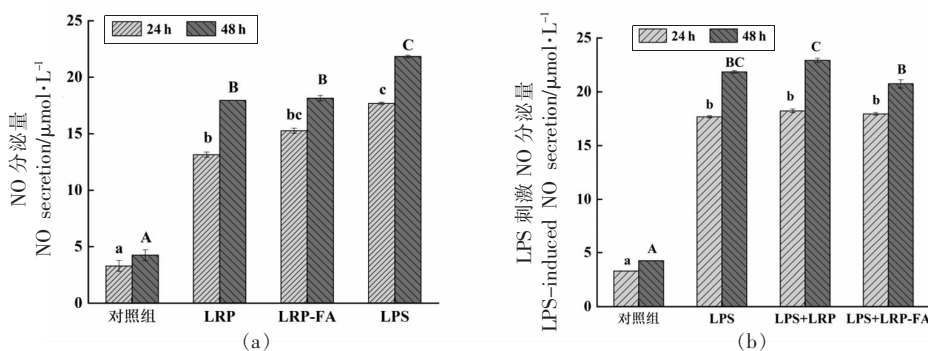 24 h 48 h
NO 分泌量
NO secretion/μmol·L⁻¹
25
20
15
10
5
0
a A
b B
bc B
c C
对照组 LRP LRP-FA LPS
(a)
24 h 48 h
LPS 刺激 NO 分泌量
LPS-induced NO secretion/μmol·L⁻¹
25
20
15
10
5
0
a A
b BC
b C
b B
对照组 LPS LPS+LRP LPS+LRP-FA
(b)